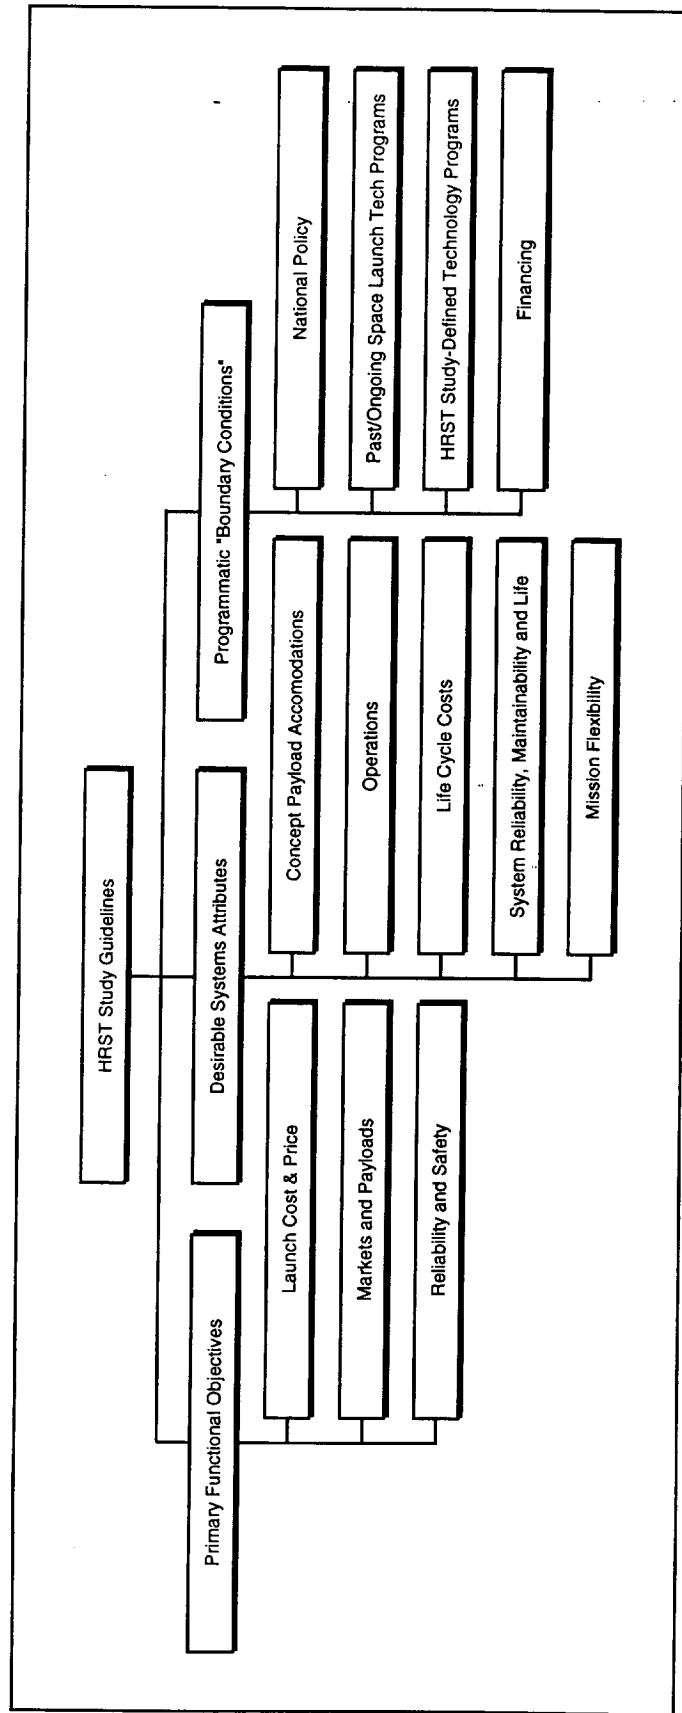 HRST Study Guidelines
Primary Functional Objectives
Launch Cost & Price
Markets and Payloads
Reliability and Safety
Desirable Systems Attributes
Concept Payload Accomodations
Operations
Life Cycle Costs
System Reliability, Maintainability and Life
Mission Flexibility
Programmatic "Boundary Conditions"
National Policy
Past/Ongoing Space Launch Tech Programs
HRST Study-Defined Technology Programs
Financing